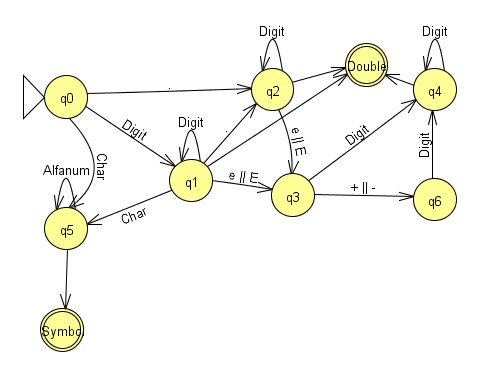 Digit
Digit
Double
q0
.
q2
q4
Digit
Digit
e || E
Digit
Digit
Char
.
Alfanum
q1
e || E
+ || -
q3
q6
Char
q5
Symbo